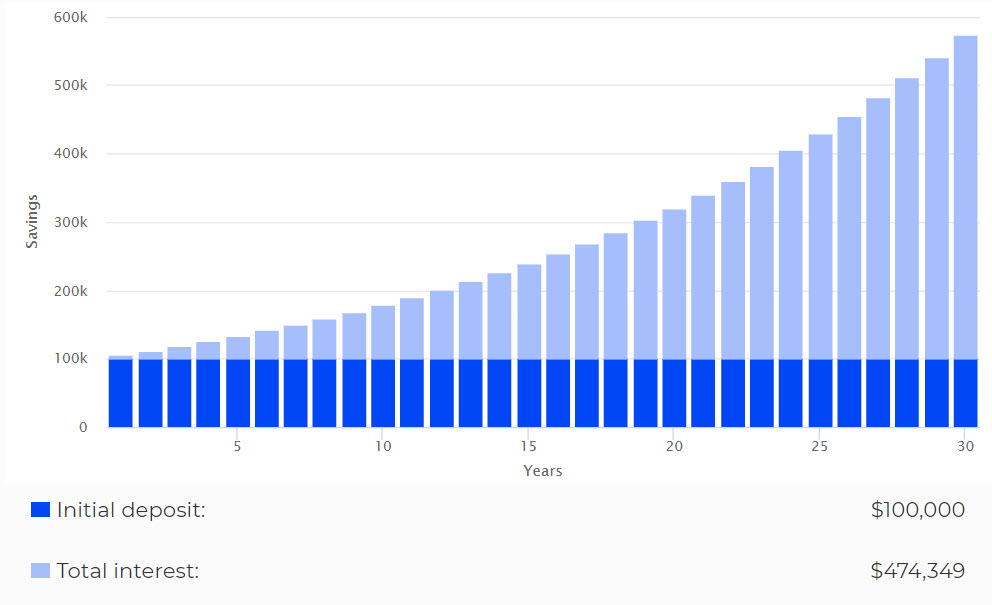 600k
500k
400k
300k
200k
100k
0
Savings
5 10 15 20 25 30
Years
Initial deposit: $100,000
Total interest: $474,349